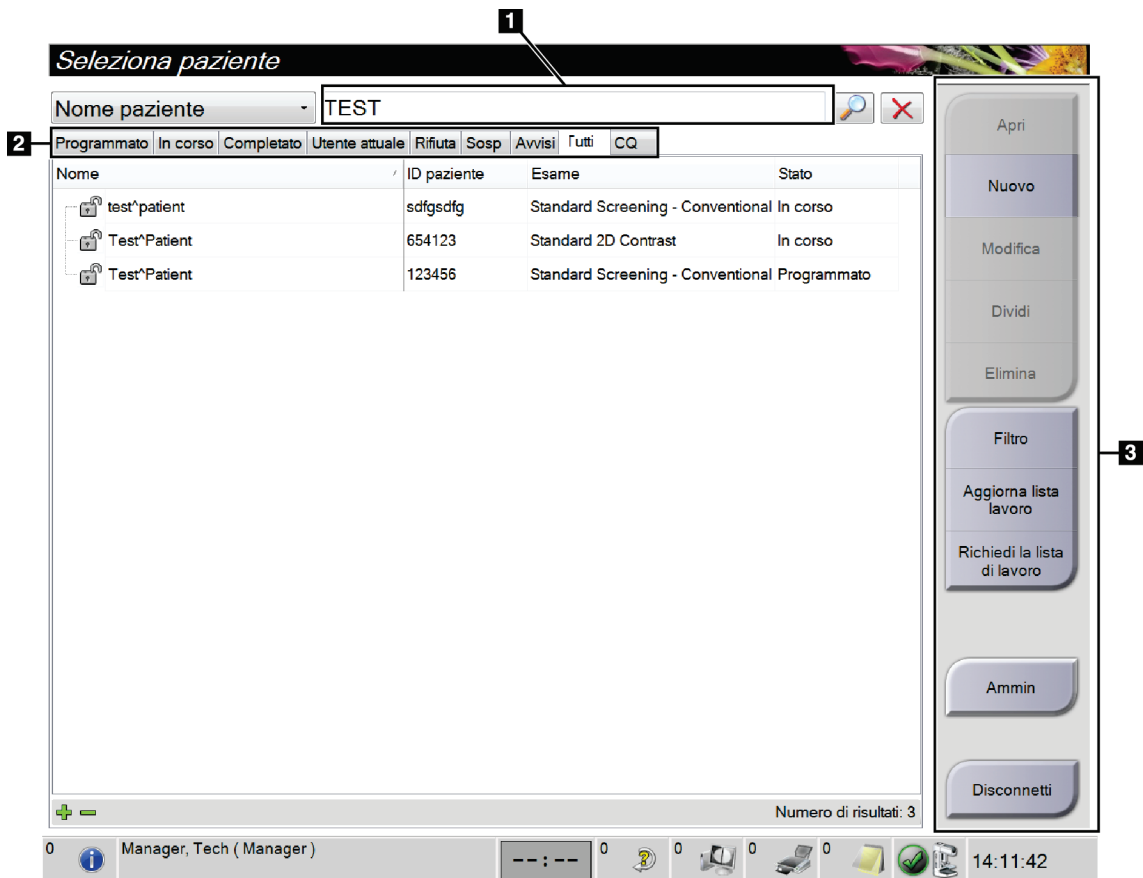 1
Seleziona paziente
Nome paziente TEST
2
Programmato In corso Completato Utente attuale Rifiuta Sosp Avvisi Tutti CQ
Nome ID paziente Esame Stato
test^patient sdfgsdfg Standard Screening - Conventional In corso
Test^Patient 654123 Standard 2D Contrast In corso
Test^Patient 123456 Standard Screening - Conventional Programmato
Numero di risultati: 3
Apri
Nuovo
Modifica
Dividi
Elimina
Filtro
3
Aggiorna lista
lavoro
Richiedi la lista
di lavoro
Ammin
Disconnetti
0 Manager, Tech ( Manager ) --:-- 0 0 0 0 14:11:42